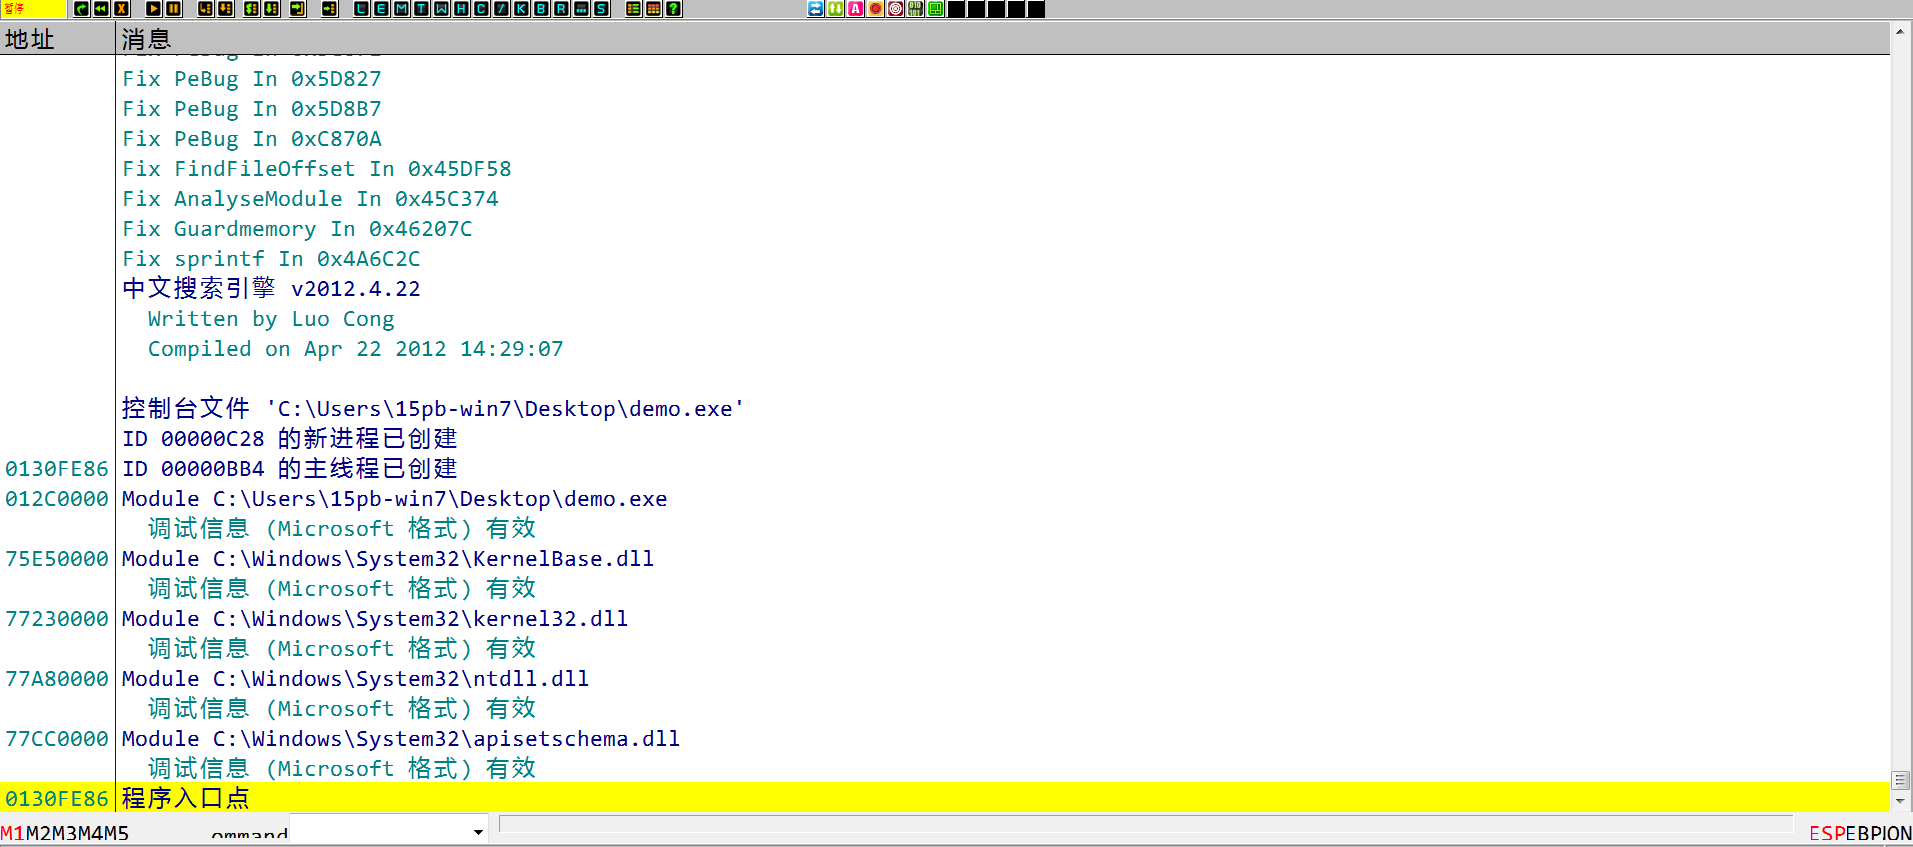 暂停
L E M T W H C / K B R ... S ?
地址 消息
Fix PeBug In 0x5D827
Fix PeBug In 0x5D8B7
Fix PeBug In 0xC870A
Fix FindFileOffset In 0x45DF58
Fix AnalyseModule In 0x45C374
Fix Guardmemory In 0x46207C
Fix sprintf In 0x4A6C2C
中文搜索引擎 v2012.4.22
Written by Luo Cong
Compiled on Apr 22 2012 14:29:07
控制台文件 'C:\Users\15pb-win7\Desktop\demo.exe'
ID 00000C28 的新进程已创建
0130FE86 ID 00000BB4 的主线程已创建
012C0000 Module C:\Users\15pb-win7\Desktop\demo.exe
调试信息 (Microsoft 格式) 有效
75E50000 Module C:\Windows\System32\KernelBase.dll
调试信息 (Microsoft 格式) 有效
77230000 Module C:\Windows\System32\kernel32.dll
调试信息 (Microsoft 格式) 有效
77A80000 Module C:\Windows\System32\ntdll.dll
调试信息 (Microsoft 格式) 有效
77CC0000 Module C:\Windows\System32\apisetschema.dll
调试信息 (Microsoft 格式) 有效
0130FE86 程序入口点
M1M2M3M4M5 ommand ESPEBPION